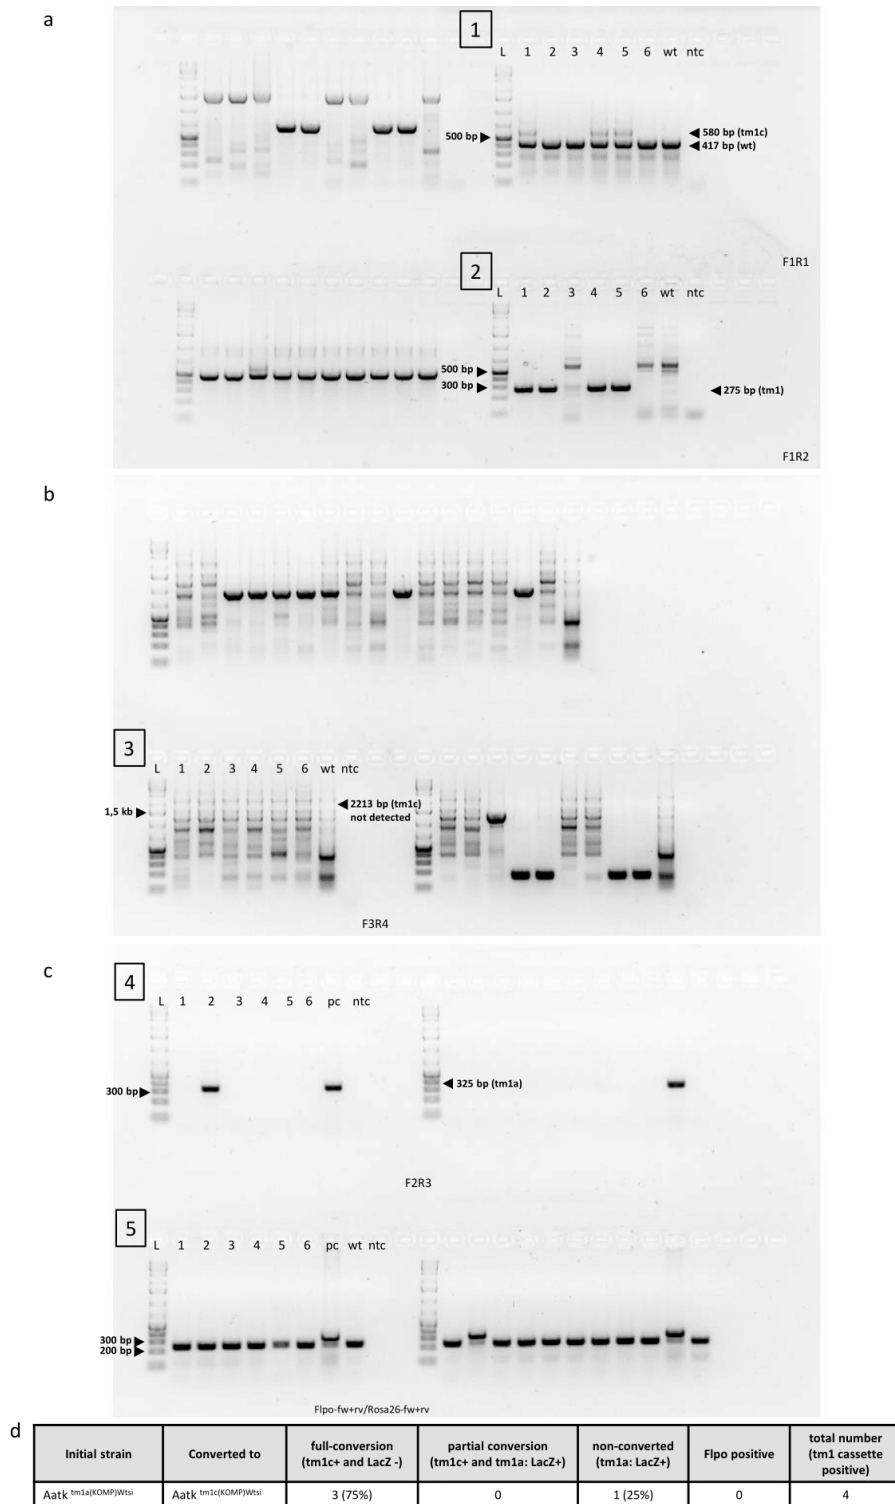 a
1
L 1 2 3 4 5 6 wt ntc
500 bp
580 bp (tm1c)
417 bp (wt)
F1R1
2
L 1 2 3 4 5 6 wt ntc
500 bp
300 bp
275 bp (tm1)
F1R2
b
3
L 1 2 3 4 5 6 wt ntc
1,5 kb
2213 bp (tm1c)
not detected
F3R4
c
4
L 1 2 3 4 5 6 pc ntc
300 bp
325 bp (tm1a)
F2R3
5
L 1 2 3 4 5 6 pc wt ntc
300 bp
200 bp
Flpo-fw+rv/Rosa26-fw+rv
d
Initial strain
Converted to
full-conversion
(tm1c+ and LacZ -)
partial conversion
(tm1c+ and tm1a: LacZ+)
non-converted
(tm1a: LacZ+)
Flpo positive
total number
(tm1 cassette
positive)
Aatk tm1a(KOMP)Wtsi
Aatk tm1c(KOMP)Wtsi
3 (75%)
0
1 (25%)
0
4